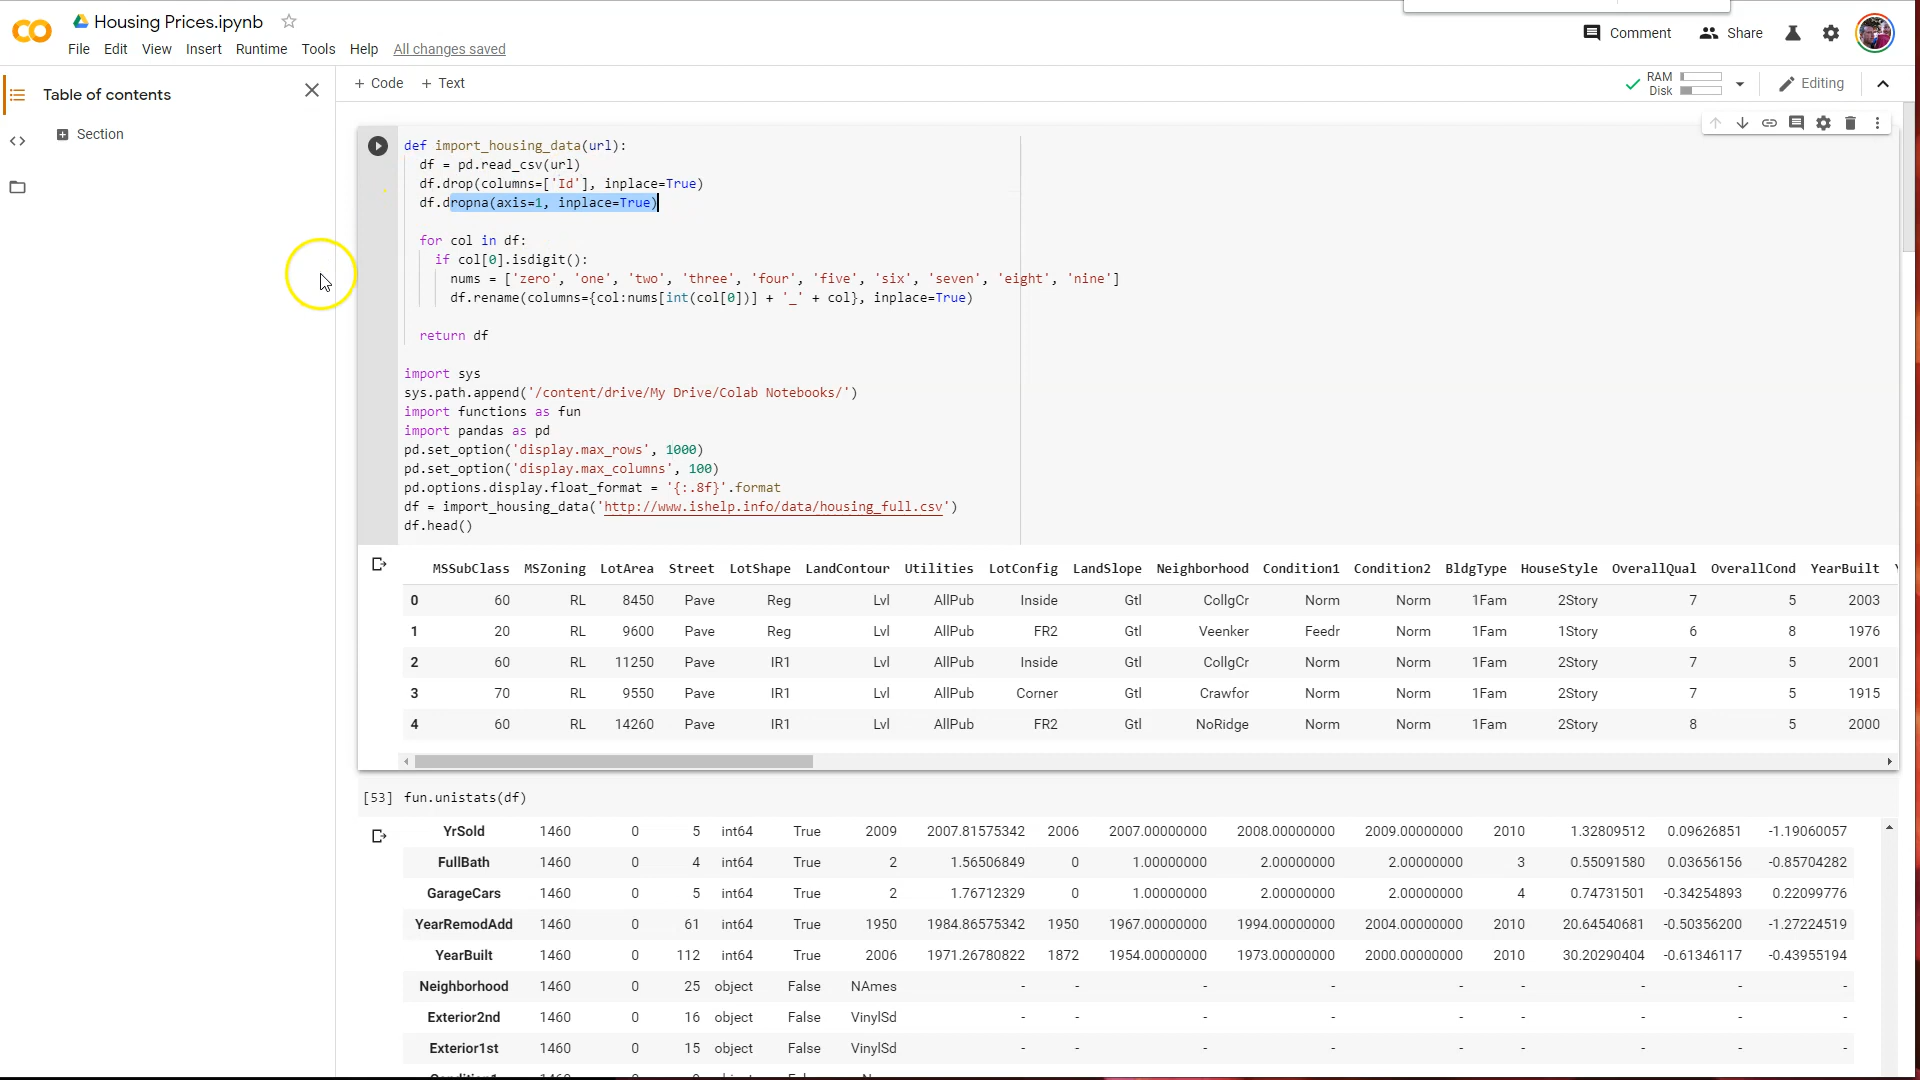 Housing Prices.ipynb
File Edit View Insert Runtime Tools Help All changes saved
Comment Share
Table of contents
Section
+ Code + Text
RAM
Disk
Editing
def import_housing_data(url):
df = pd.read_csv(url)
df.drop(columns=['Id'], inplace=True)
df.dropna(axis=1, inplace=True)
for col in df:
if col[0].isdigit():
nums = ['zero', 'one', 'two', 'three', 'four', 'five', 'six', 'seven', 'eight', 'nine']
df.rename(columns={col:nums[int(col[0])] + '_' + col}, inplace=True)
return df
import sys
sys.path.append('/content/drive/My Drive/Colab Notebooks/')
import functions as fun
import pandas as pd
pd.set_option('display.max_rows', 1000)
pd.set_option('display.max_columns', 100)
pd.options.display.float_format = '{:.8f}'.format
df = import_housing_data('http://www.ishelp.info/data/housing_full.csv')
df.head()
MSSubClass MSZoning LotArea Street LotShape LandContour Utilities LotConfig LandSlope Neighborhood Condition1 Condition2 BldgType HouseStyle OverallQual OverallCond YearBuilt
0 60 RL 8450 Pave Reg Lvl AllPub Inside Gtl CollgCr Norm Norm 1Fam 2Story 7 5 2003
1 20 RL 9600 Pave Reg Lvl AllPub FR2 Gtl Veenker Feedr Norm 1Fam 1Story 6 8 1976
2 60 RL 11250 Pave IR1 Lvl AllPub Inside Gtl CollgCr Norm Norm 1Fam 2Story 7 5 2001
3 70 RL 9550 Pave IR1 Lvl AllPub Corner Gtl Crawfor Norm Norm 1Fam 2Story 7 5 1915
4 60 RL 14260 Pave IR1 Lvl AllPub FR2 Gtl NoRidge Norm Norm 1Fam 2Story 8 5 2000
[53] fun.unistats(df)
YrSold 1460 0 5 int64 True 2009 2007.81575342 2006 2007.00000000 2008.00000000 2009.00000000 2010 1.32809512 0.09626851 -1.19060057
FullBath 1460 0 4 int64 True 2 1.56506849 0 1.00000000 2.00000000 2.00000000 3 0.55091580 0.03656156 -0.85704282
GarageCars 1460 0 5 int64 True 2 1.76712329 0 1.00000000 2.00000000 2.00000000 4 0.74731501 -0.34254893 0.22099776
YearRemodAdd 1460 0 61 int64 True 1950 1984.86575342 1950 1967.00000000 1994.00000000 2004.00000000 2010 20.64540681 -0.50356200 -1.27224519
YearBuilt 1460 0 112 int64 True 2006 1971.26780822 1872 1954.00000000 1973.00000000 2000.00000000 2010 30.20290404 -0.61346117 -0.43955194
Neighborhood 1460 0 25 object False NAmes - - - - - - - - -
Exterior2nd 1460 0 16 object False VinylSd - - - - - - - - -
Exterior1st 1460 0 15 object False VinylSd - - - - - - - - -